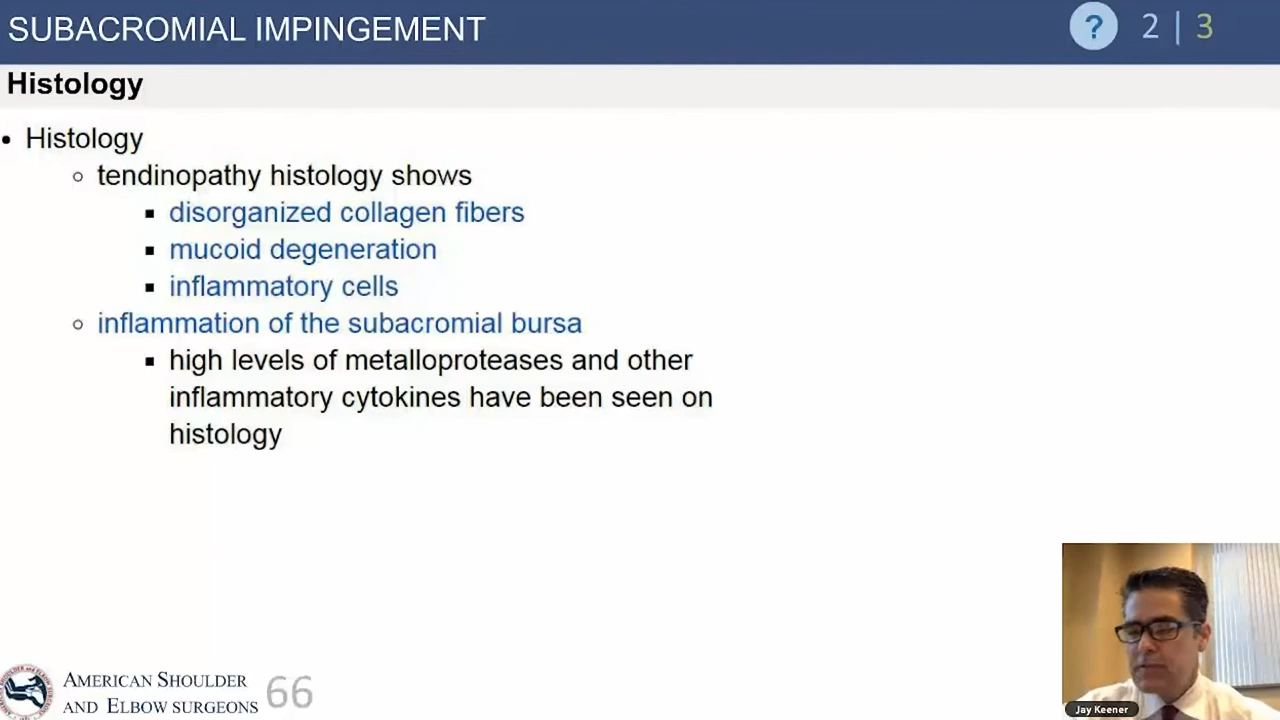 SUBACROMIAL IMPINGEMENT
? 2 | 3
Histology
• Histology
○ tendinopathy histology shows
▪ disorganized collagen fibers
▪ mucoid degeneration
▪ inflammatory cells
○ inflammation of the subacromial bursa
▪ high levels of metalloproteases and other
inflammatory cytokines have been seen on
histology
AMERICAN SHOULDER
AND ELBOW SURGEONS
66
Jay Keener